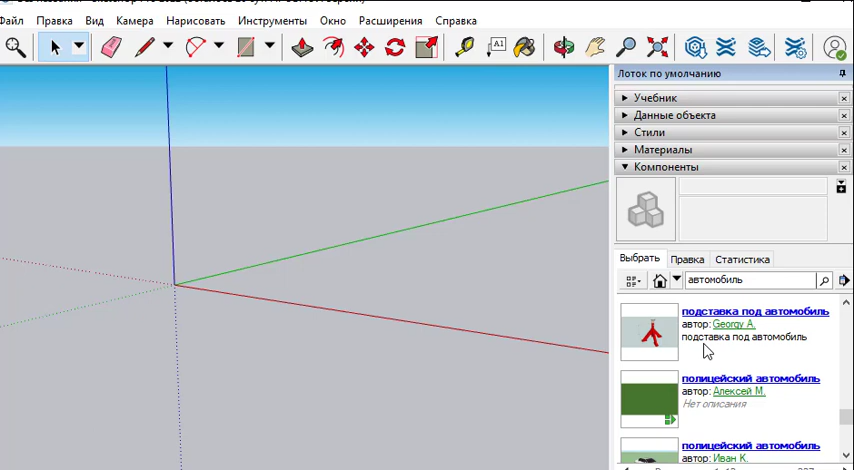 Файл Правка Вид Камера Нарисовать Инструменты Окно Расширения Справка
A1
Лоток по умолчанию
Учебник
Данные объекта
Стили
Материалы
Компоненты
Выбрать Правка Статистика
автомобиль
подставка под автомобиль
автор: Georgy A.
подставка под автомобиль
полицейский автомобиль
автор: Алексей М.
Нет описания
полицейский автомобиль
автор: Иван К.